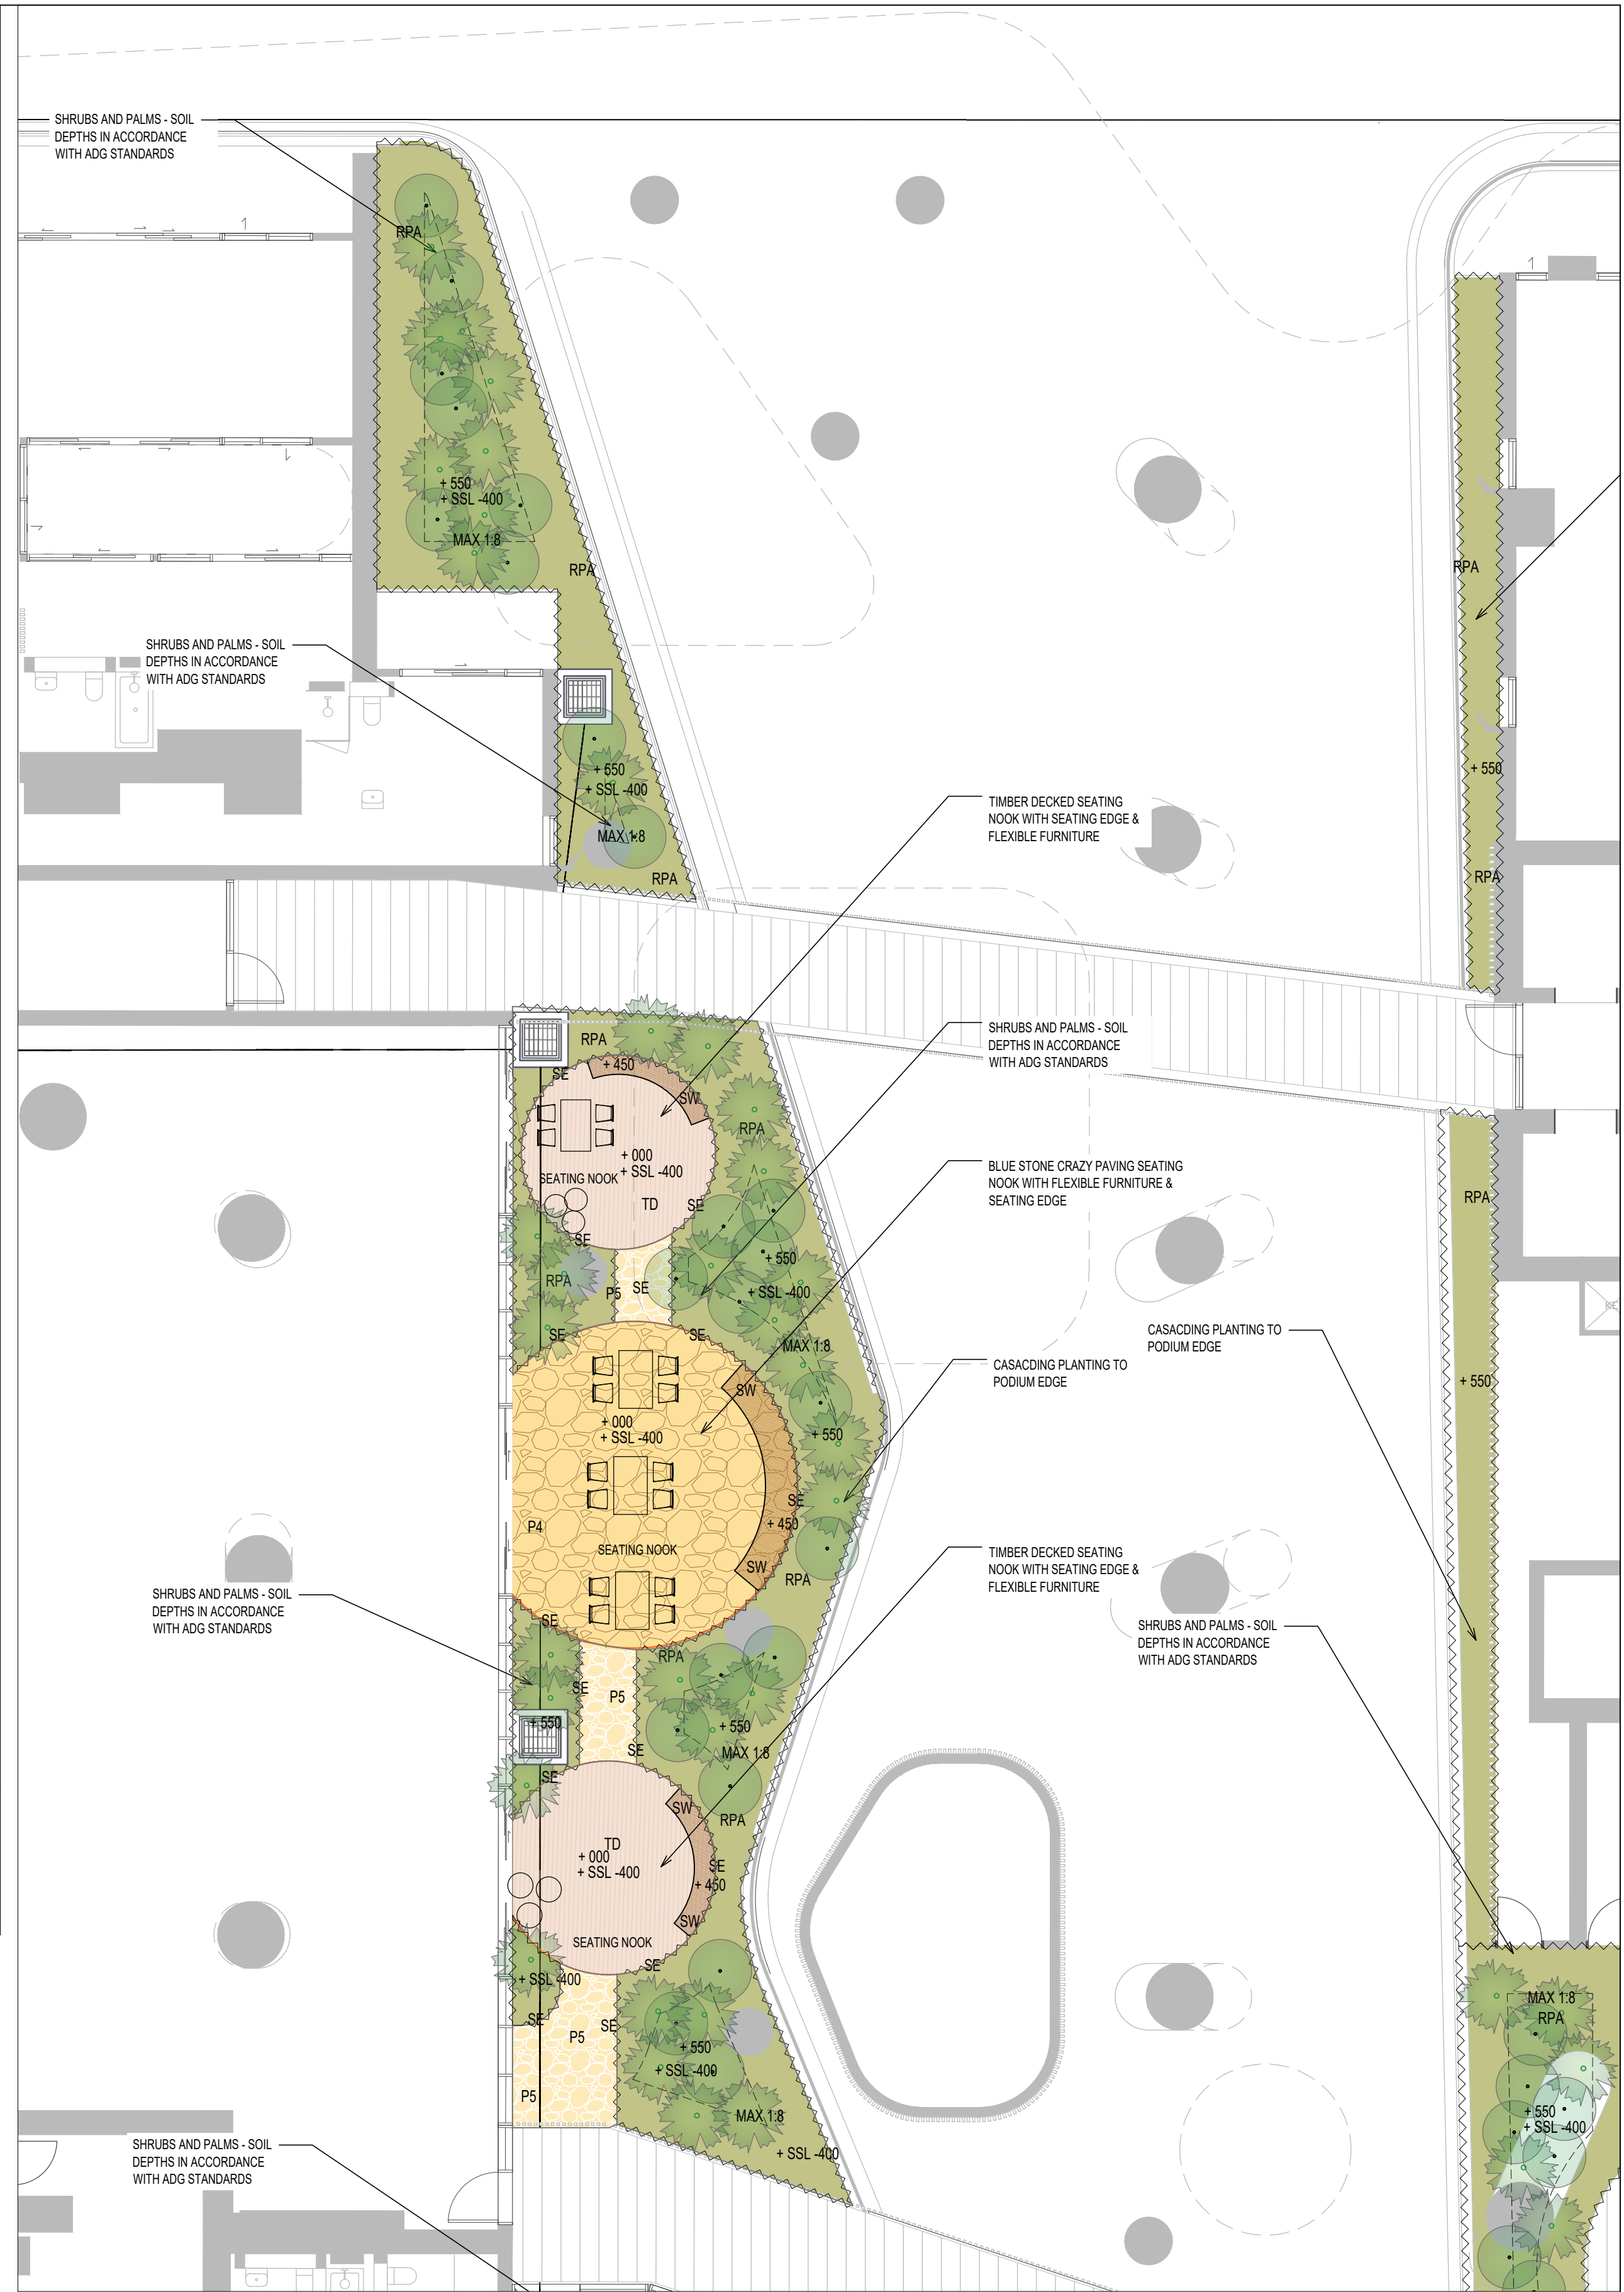 SHRUBS AND PALMS - SOIL
DEPTHS IN ACCORDANCE
WITH ADG STANDARDS
1
RPA
+ 550
+ SSL -400
MAX 1:8
RPA
1
RPA
+ 550
RPA
SHRUBS AND PALMS - SOIL
DEPTHS IN ACCORDANCE
WITH ADG STANDARDS
+ 550
+ SSL -400
MAX 1:8
RPA
TIMBER DECKED SEATING
NOOK WITH SEATING EDGE &
FLEXIBLE FURNITURE
SHRUBS AND PALMS - SOIL
DEPTHS IN ACCORDANCE
WITH ADG STANDARDS
RPA
+ 450
SE
SW
RPA
+ 000
+ SSL -400
SEATING NOOK
TD
SE
SE
BLUE STONE CRAZY PAVING SEATING
NOOK WITH FLEXIBLE FURNITURE &
SEATING EDGE
RPA
+ 550
+ SSL -400
RPA
P5
SE
SE
SE
MAX 1:8
CASACDING PLANTING TO
PODIUM EDGE
CASACDING PLANTING TO
PODIUM EDGE
+ 550
SW
+ 000
+ SSL -400
+ 550
SE
+ 450
P4
SEATING NOOK
SW
RPA
TIMBER DECKED SEATING
NOOK WITH SEATING EDGE &
FLEXIBLE FURNITURE
SHRUBS AND PALMS - SOIL
DEPTHS IN ACCORDANCE
WITH ADG STANDARDS
SE
SHRUBS AND PALMS - SOIL
DEPTHS IN ACCORDANCE
WITH ADG STANDARDS
RPA
SE
P5
+ 550
+ 550
SE
MAX 1:8
SE
SW
RPA
TD
+ 000
+ SSL -400
SE
+ 450
SW
SEATING NOOK
SE
+ SSL -400
SE
SE
P5
+ 550
+ SSL -400
P5
MAX 1:8
+ SSL -400
MAX 1:8
RPA
+ 550
+ SSL -400
SHRUBS AND PALMS - SOIL
DEPTHS IN ACCORDANCE
WITH ADG STANDARDS